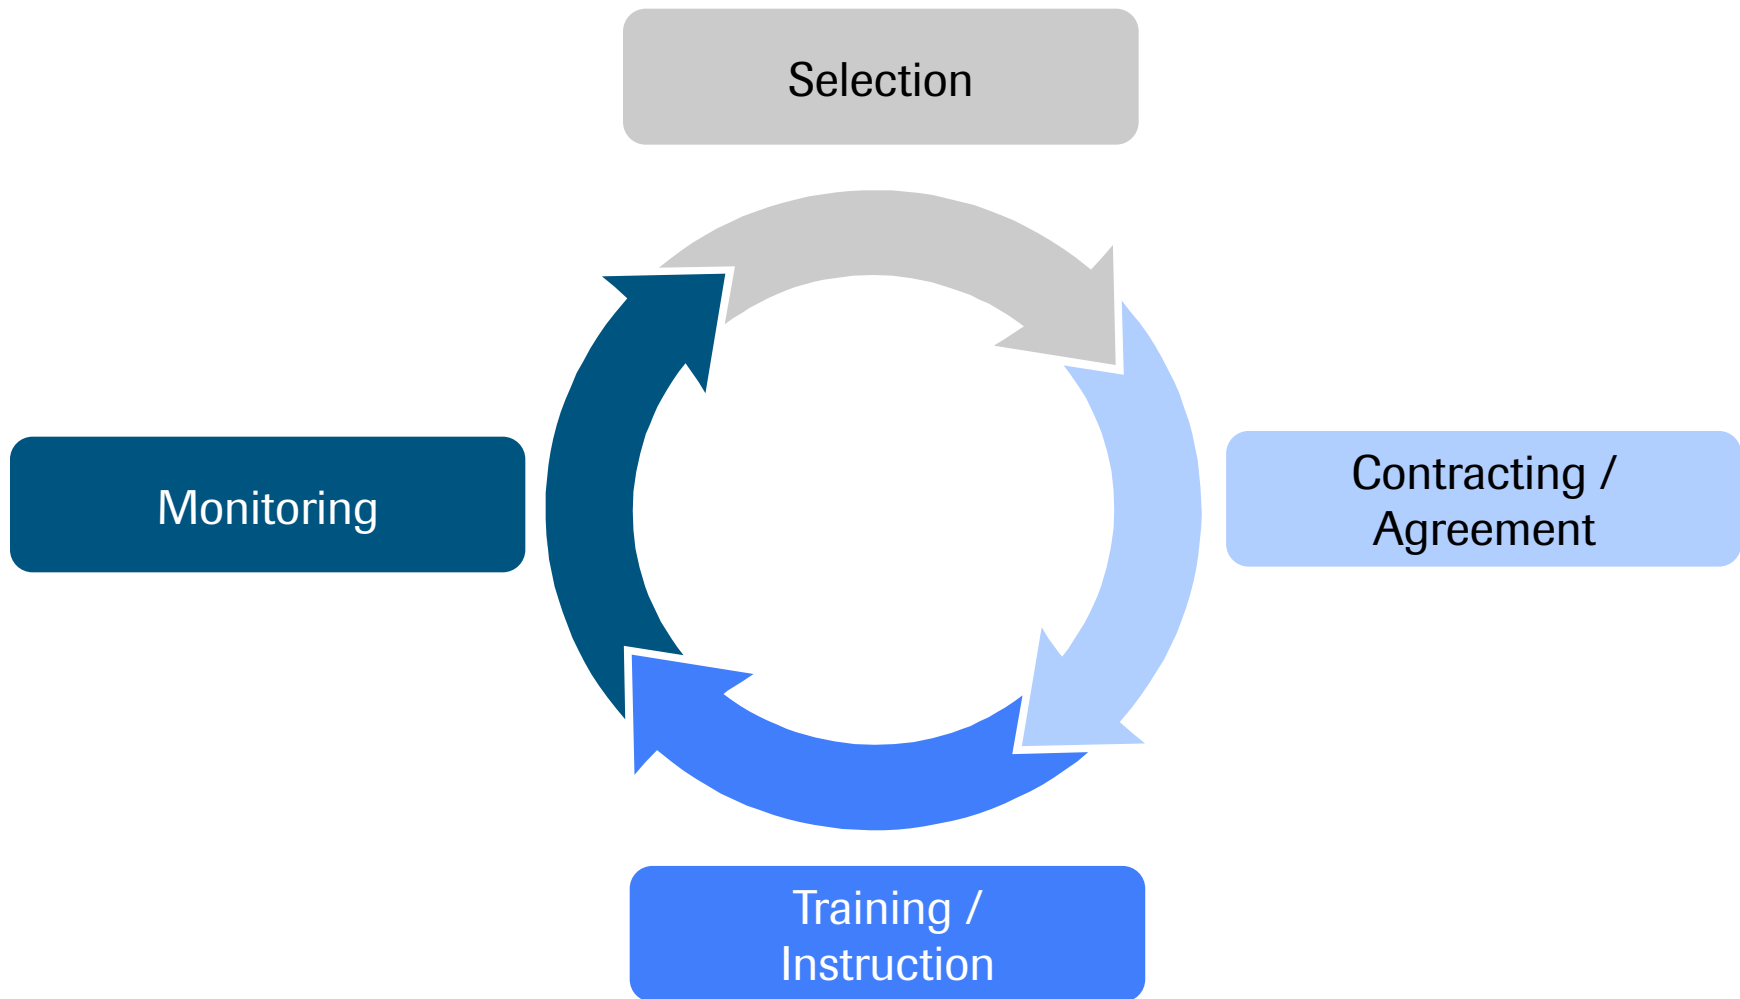 Selection
Monitoring
Contracting /
Agreement
Training /
Instruction